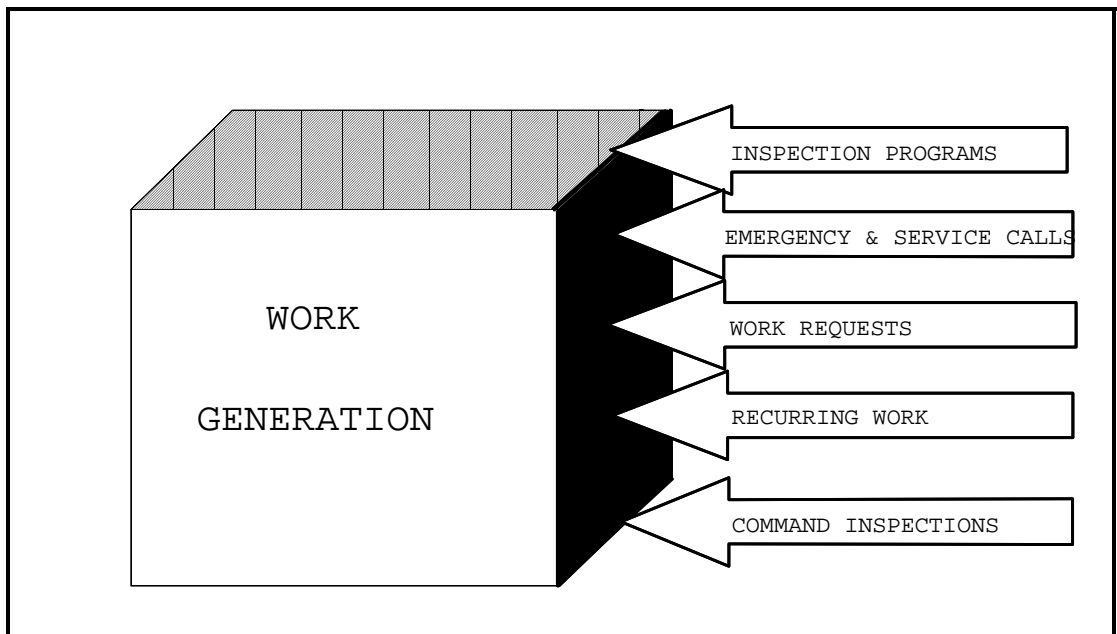 WORK
GENERATION
INSPECTION PROGRAMS
EMERGENCY & SERVICE CALLS
WORK REQUESTS
RECURRING WORK
COMMAND INSPECTIONS